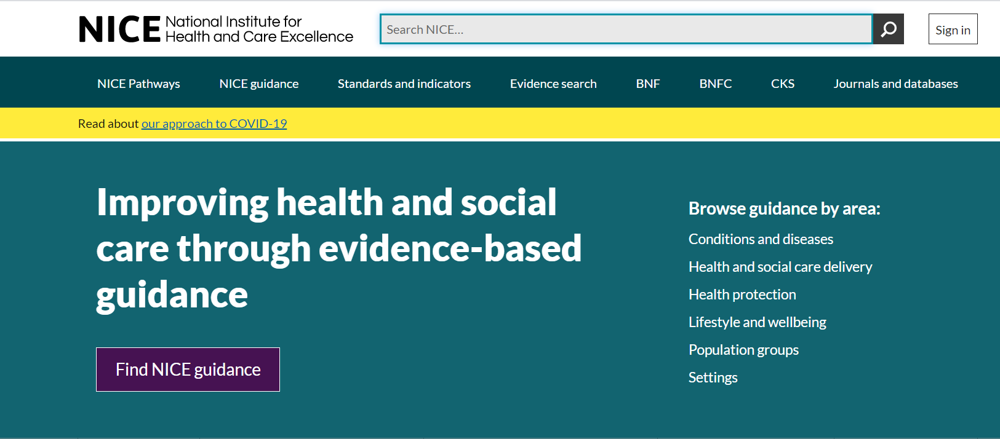 NICE National Institute for
Health and Care Excellence
Search NICE...
Sign in
NICE Pathways
NICE guidance
Standards and indicators
Evidence search
BNF
BNFC
CKS
Journals and databases
Read about our approach to COVID-19
Improving health and social
care through evidence-based
guidance
Find NICE guidance
Browse guidance by area:
Conditions and diseases
Health and social care delivery
Health protection
Lifestyle and wellbeing
Population groups
Settings